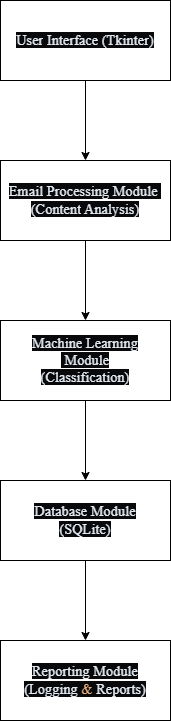 User Interface (Tkinter)
Email Processing Module
(Content Analysis)
Machine Learning
Module
(Classification)
Database Module
(SQLite)
Reporting Module
(Logging & Reports)